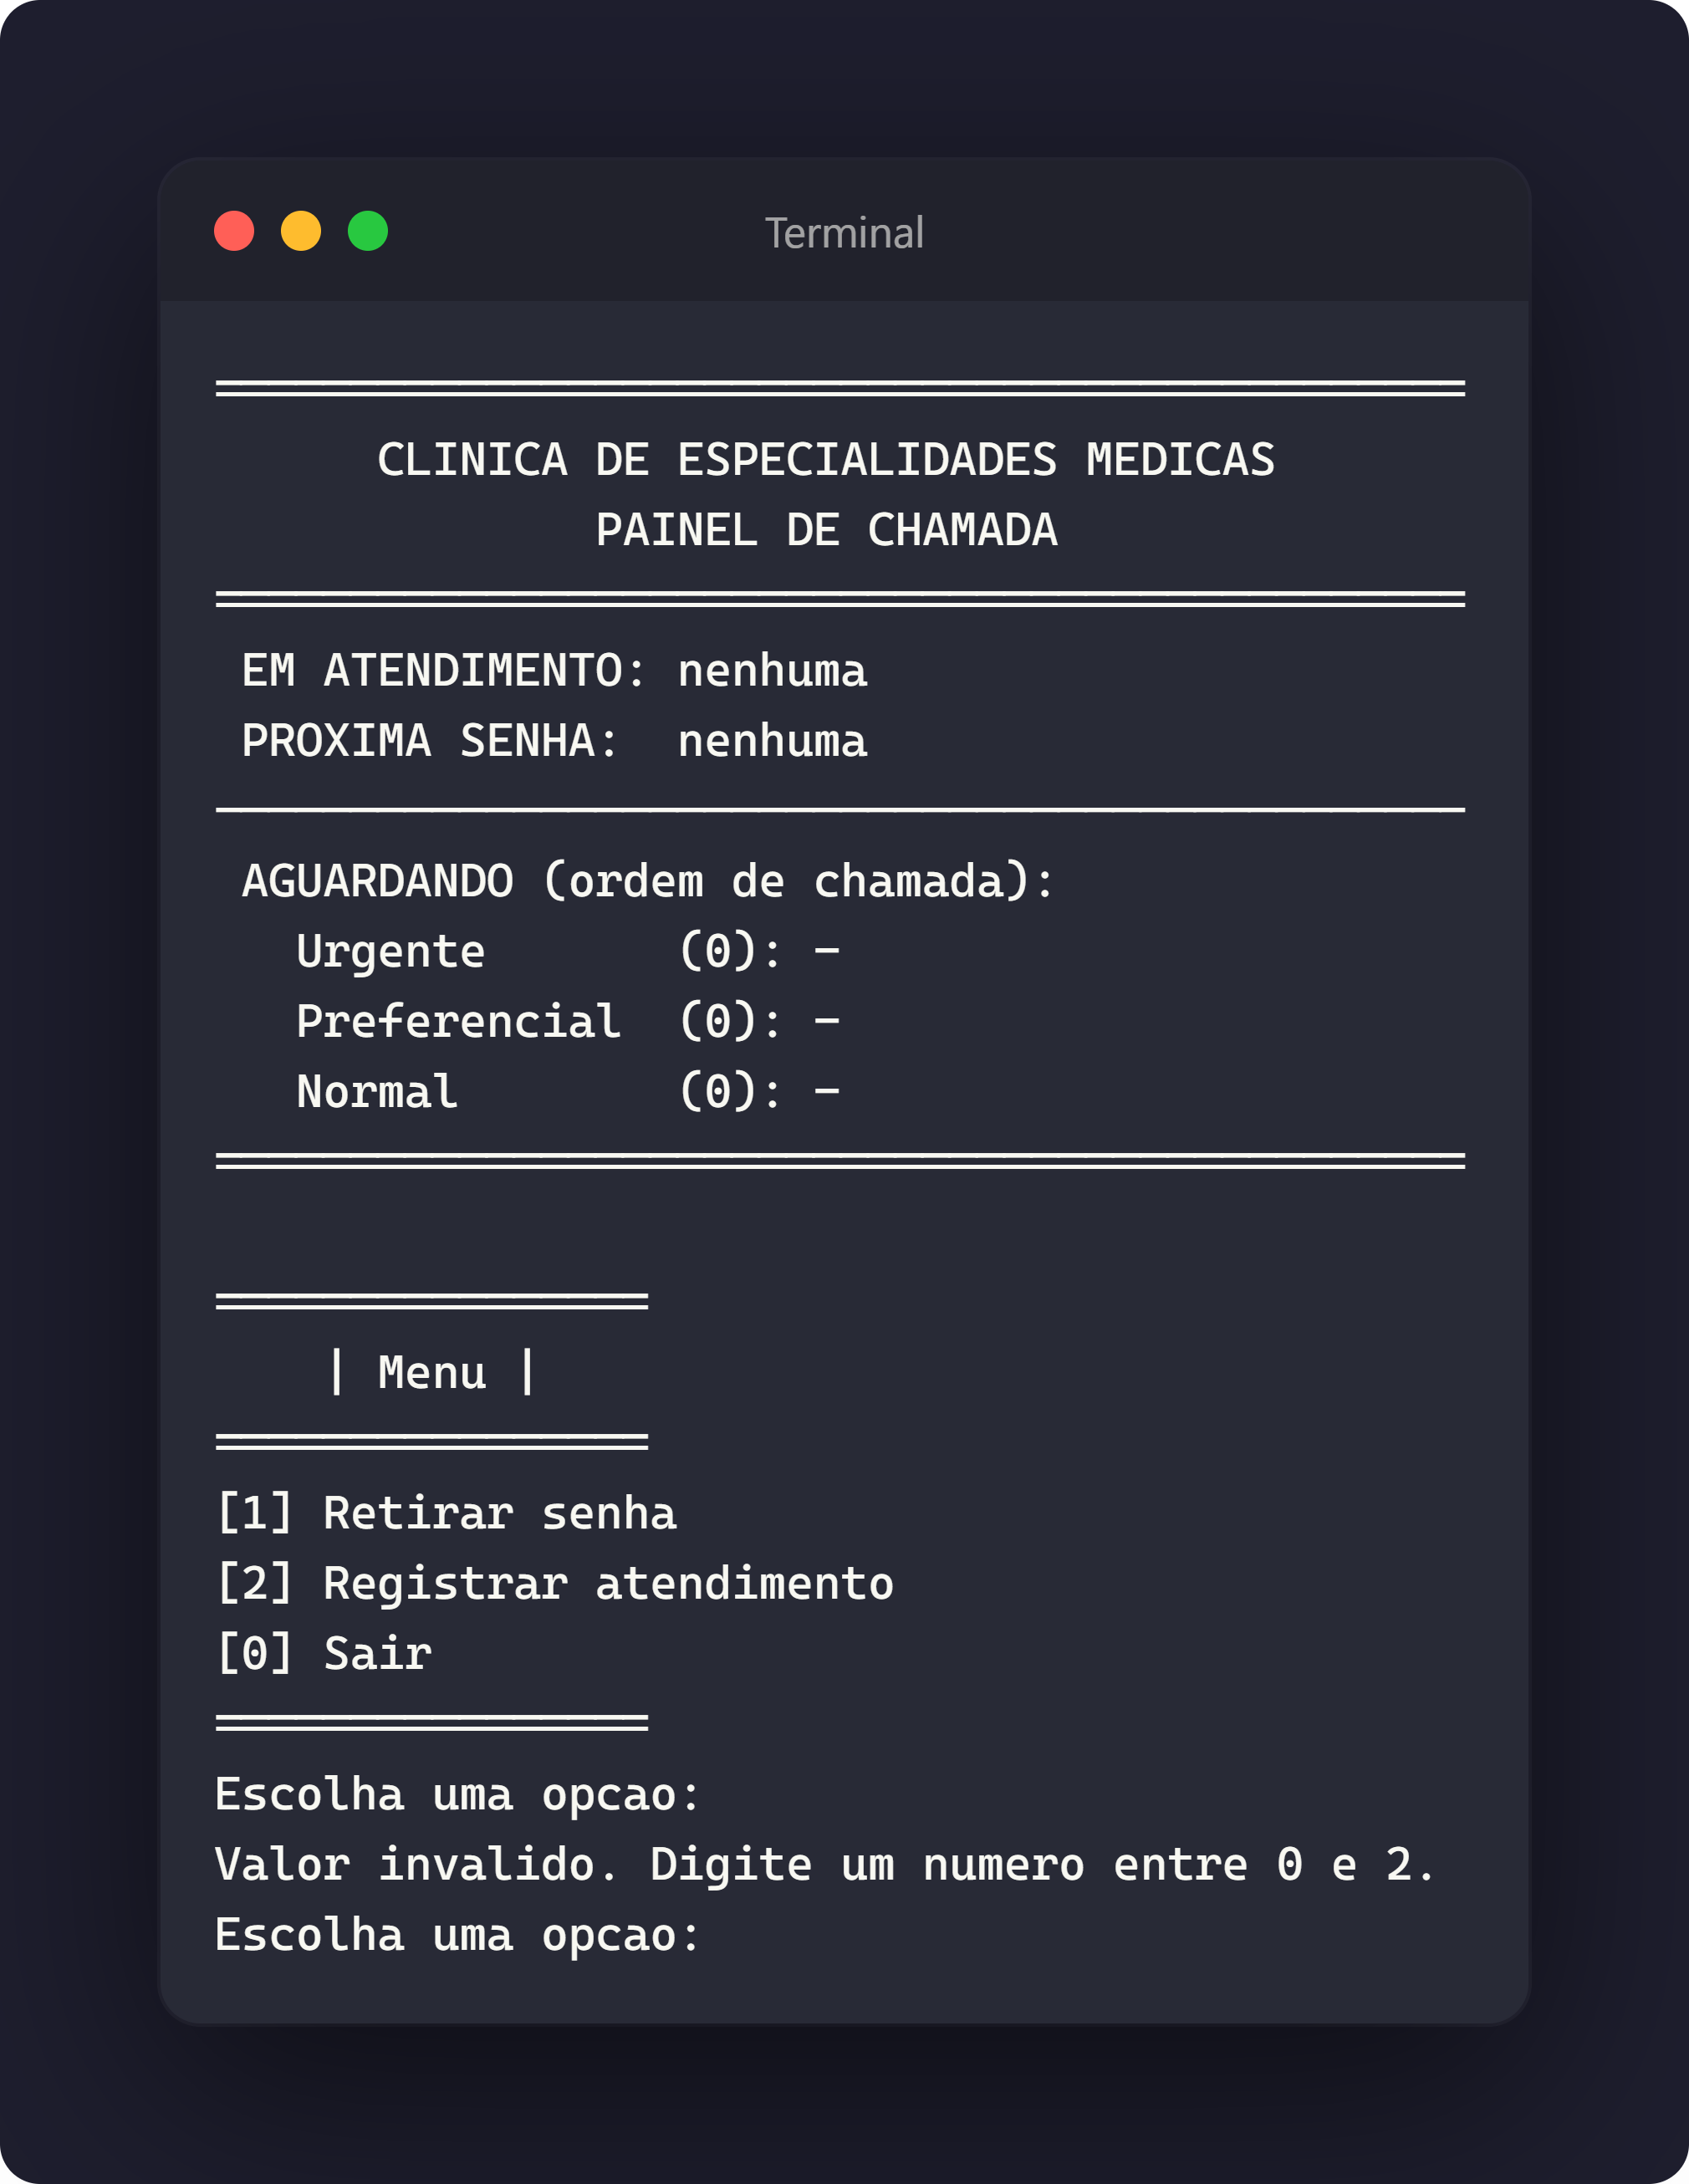 Terminal
══════════════════════════════════════════════
CLINICA DE ESPECIALIDADES MEDICAS
PAINEL DE CHAMADA
══════════════════════════════════════════════
EM ATENDIMENTO: nenhuma
PROXIMA SENHA:  nenhuma
──────────────────────────────────────────────
AGUARDANDO (ordem de chamada):
Urgente       (0): -
Preferencial  (0): -
Normal        (0): -
══════════════════════════════════════════════
════════════════
| Menu |
════════════════
[1] Retirar senha
[2] Registrar atendimento
[0] Sair
════════════════
Escolha uma opcao:
Valor invalido. Digite um numero entre 0 e 2.
Escolha uma opcao: